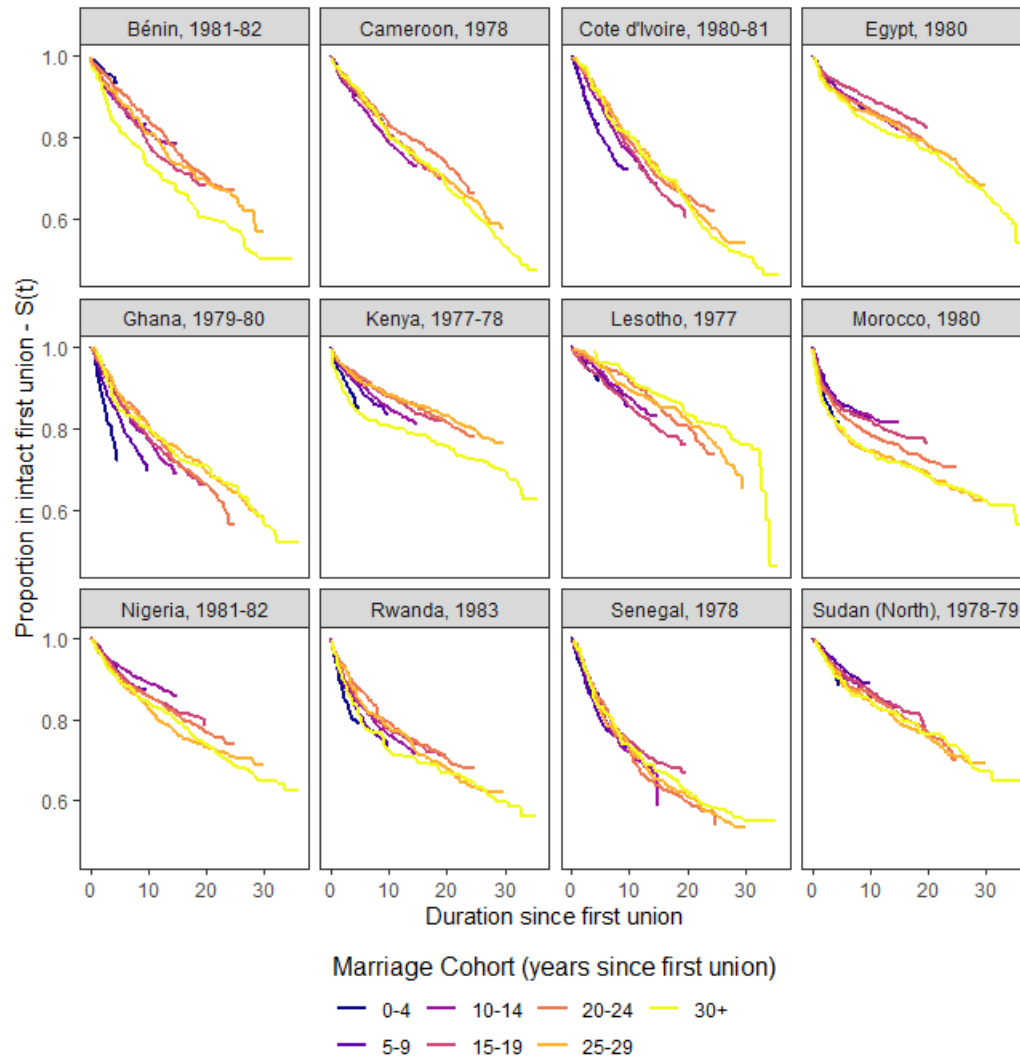 Bénin, 1981-82 Cameroon, 1978 Cote d'Ivoire, 1980-81 Egypt, 1980
1.0
0.8
0.6
Ghana, 1979-80 Kenya, 1977-78 Lesotho, 1977 Morocco, 1980
1.0
0.8
0.6
Nigeria, 1981-82 Rwanda, 1983 Senegal, 1978 Sudan (North), 1978-79
1.0
0.8
0.6
Proportion in intact first union - S(t)
0 10 20 30 0 10 20 30 0 10 20 30 0 10 20 30
Duration since first union
Marriage Cohort (years since first union)
0-4 10-14 20-24 30+
5-9 15-19 25-29